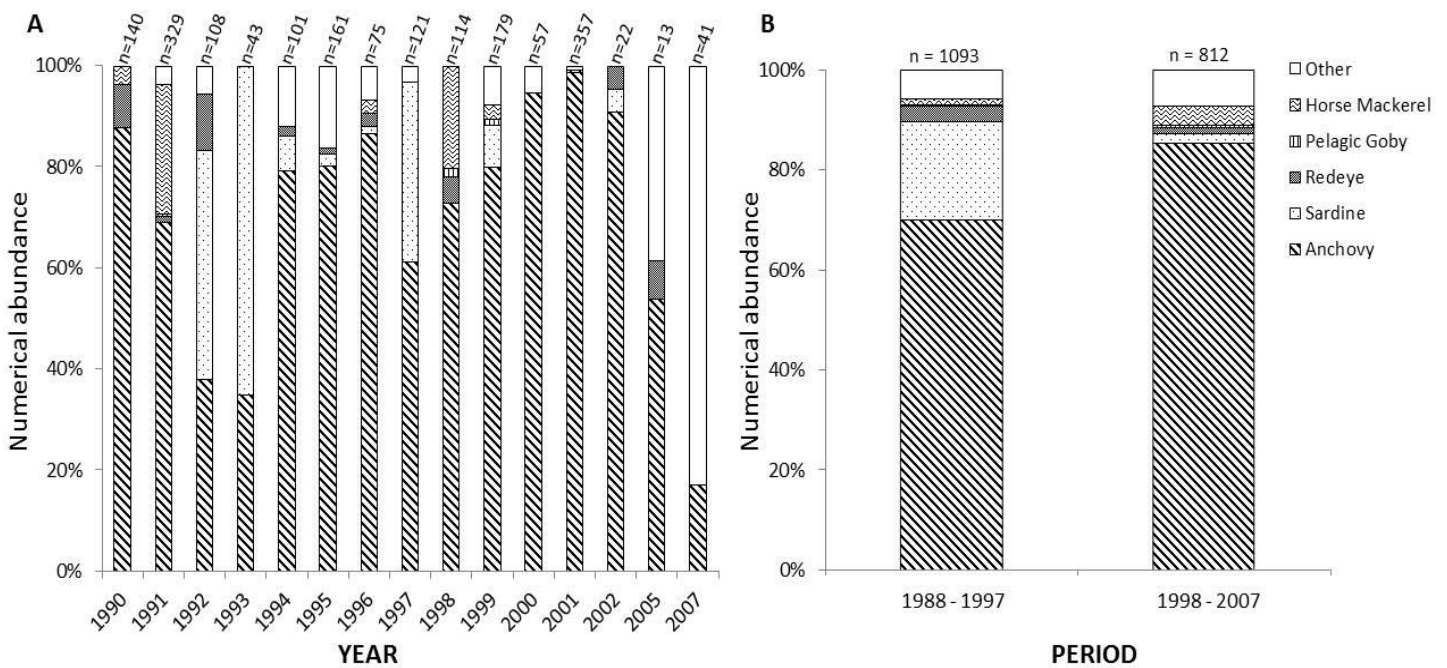 A
n=140
n=329
n=108
n=43
n=101
n=161
n=75
n=121
n=114
n=179
n=57
n=357
n=22
n=13
n=41
100%
80%
60%
40%
20%
0%
Numerical abundance
1990
1991
1992
1993
1994
1995
1996
1997
1998
1999
2000
2001
2002
2005
2007
YEAR
B
n = 1093
n = 812
100%
80%
60%
40%
20%
0%
Numerical abundance
1988 - 1997
1998 - 2007
PERIOD
Other
Horse Mackerel
Pelagic Goby
Redeye
Sardine
Anchovy